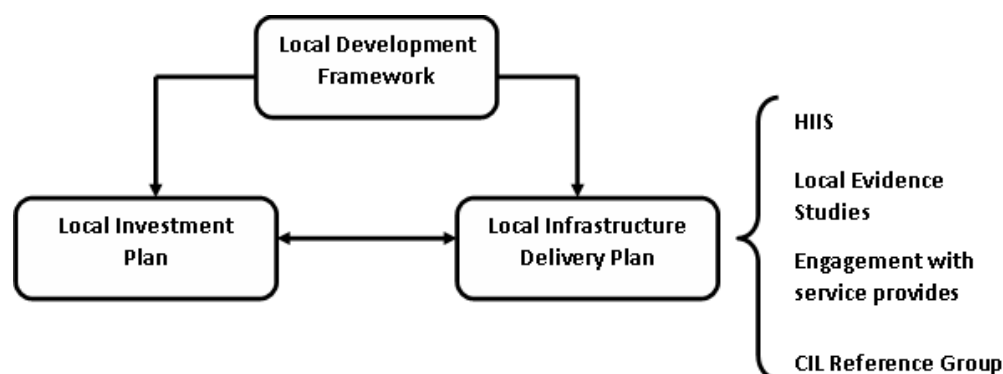 Local Development
Framework
Local Investment
Plan
Local Infrastructure
Delivery Plan
HIIS
Local Evidence
Studies
Engagement with
service provides
CIL Reference Group